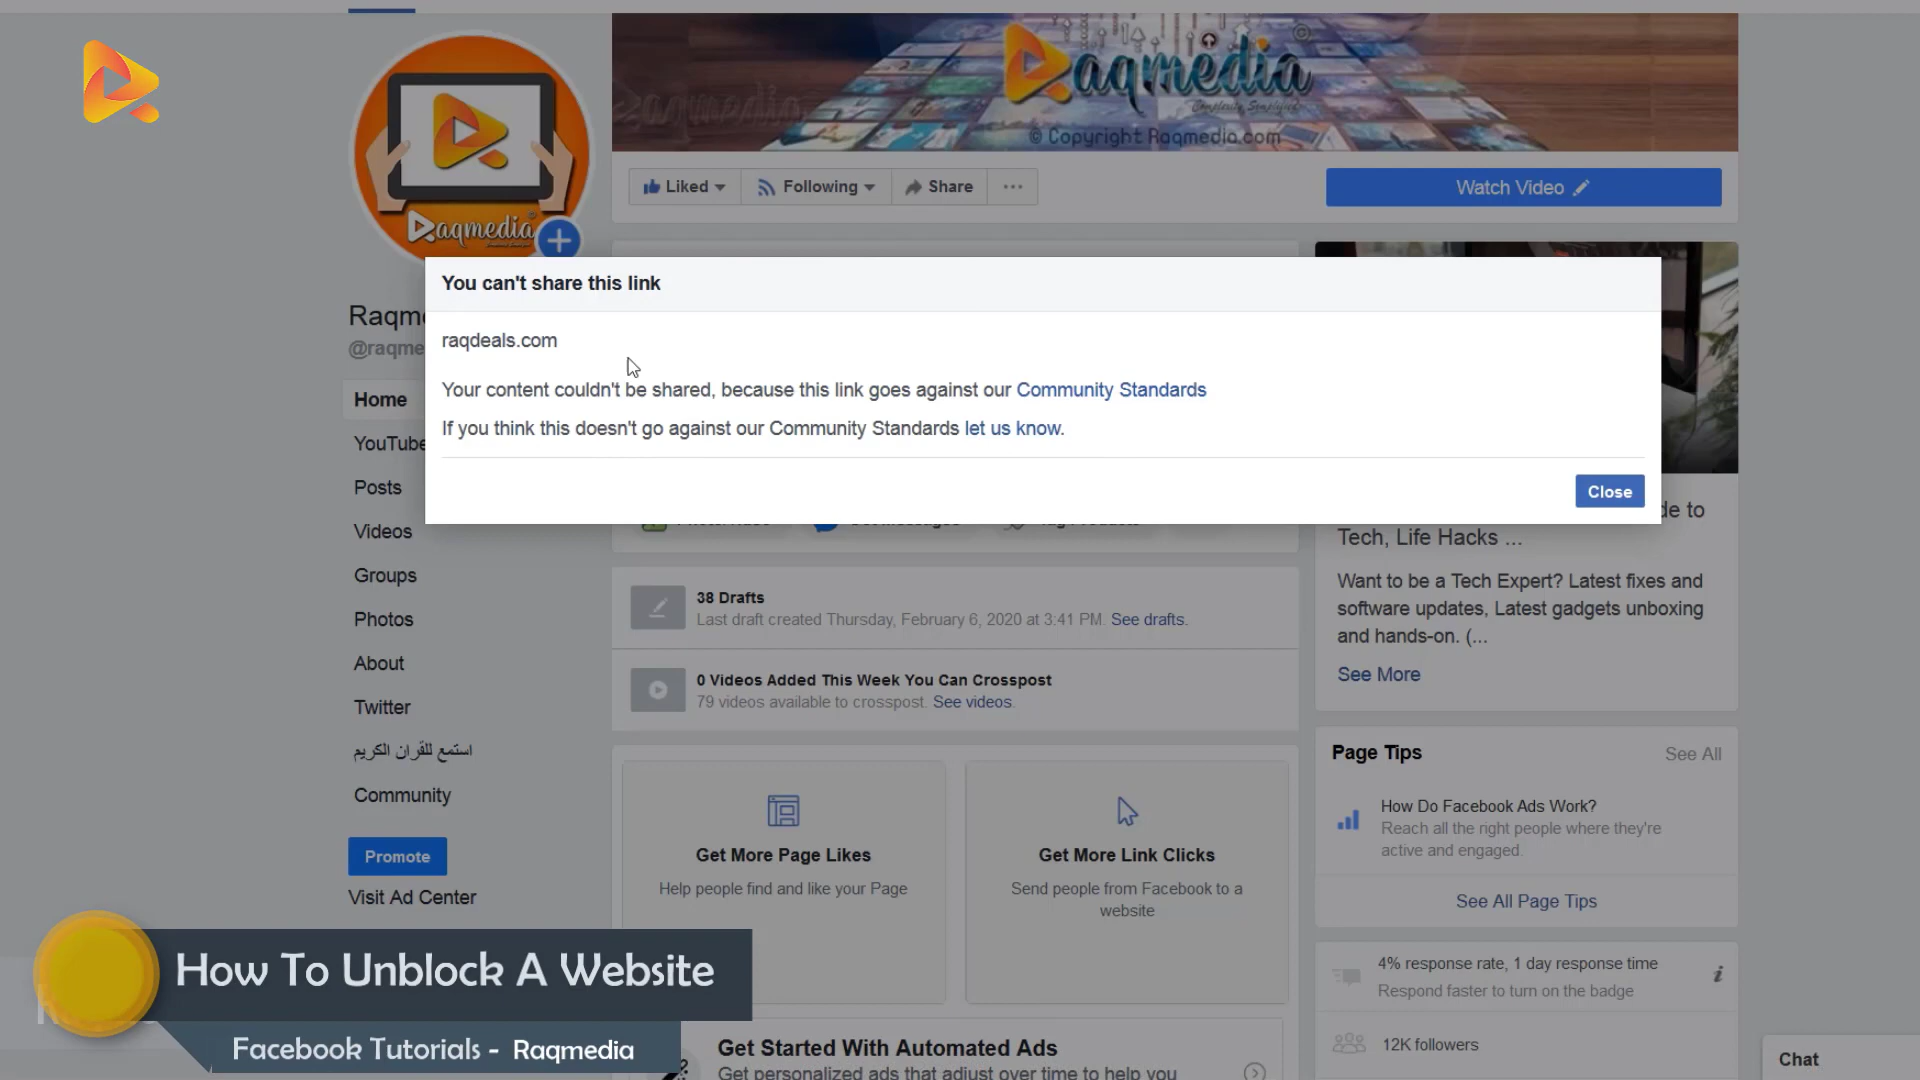 Raqmedia
Complexity Simplified
© Copyright Raqmedia.com
Raqmedia
Liked
Following
Share
Watch Video
You can't share this link
raqdeals.com
Your content couldn't be shared, because this link goes against our Community Standards
If you think this doesn't go against our Community Standards let us know.
Close
Home
Posts
Videos
Groups
Photos
About
Twitter
استمع للقرآن الكريم
Community
Promote
Visit Ad Center
38 Drafts
Last draft created Thursday, February 6, 2020 at 3:41 PM. See drafts.
0 Videos Added This Week You Can Crosspost
79 videos available to crosspost. See videos.
Get More Page Likes
Help people find and like your Page
Get More Link Clicks
Send people from Facebook to a
website
Get Started With Automated Ads
Get personalized ads that adjust over time to help you
de to
Tech, Life Hacks ...
Want to be a Tech Expert? Latest fixes and
software updates, Latest gadgets unboxing
and hands-on. (...
See More
Page Tips
See All
How Do Facebook Ads Work?
Reach all the right people where they're
active and engaged.
See All Page Tips
4% response rate, 1 day response time
Respond faster to turn on the badge
12K followers
Chat
How To Unblock A Website
Facebook Tutorials - Raqmedia